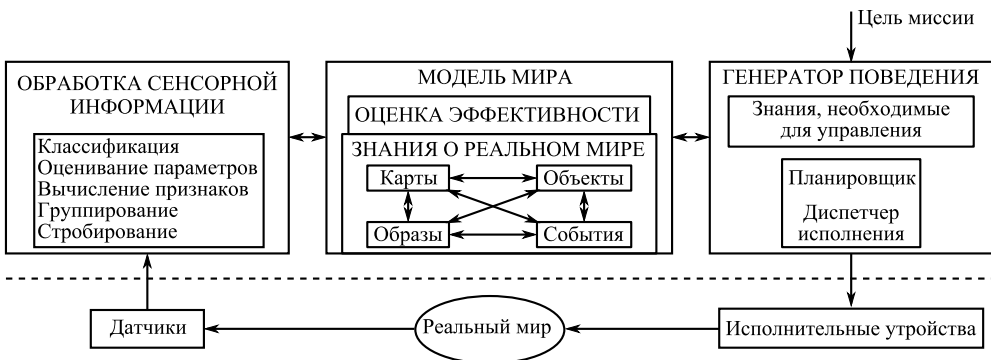 Цель миссии
ОБРАБОТКА СЕНСОРНОЙ
ИНФОРМАЦИИ
Классификация
Оценивание параметров
Вычисление признаков
Группирование
Стробирование
МОДЕЛЬ МИРА
ОЦЕНКА ЭФФЕКТИВНОСТИ
ЗНАНИЯ О РЕАЛЬНОМ МИРЕ
Карты
Объекты
Образы
События
ГЕНЕРАТОР ПОВЕДЕНИЯ
Знания, необходимые
для управления
Планировщик
Диспетчер
исполнения
Датчики
Реальный мир
Исполнительные утройства